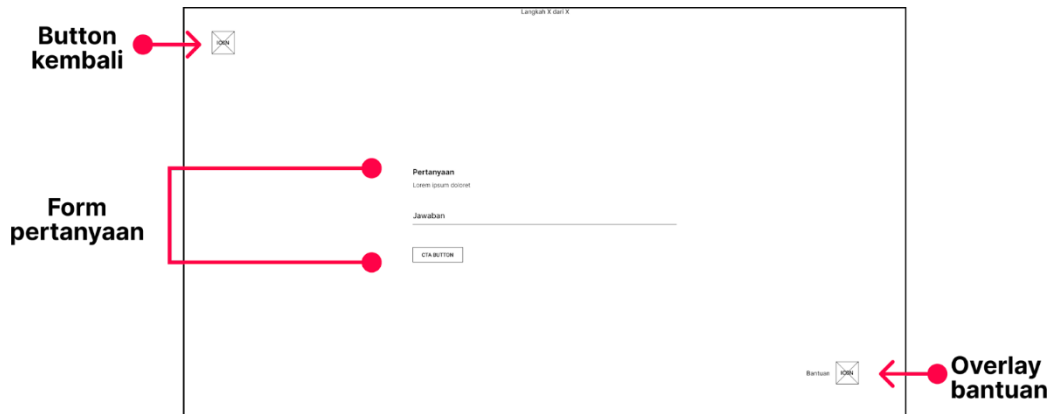 Langkah X dari X
Button
kembali
ICON
Pertanyaan
Lorem ipsum doloret
Form
pertanyaan
Jawaban
CTA BUTTON
Bantuan
ICON
Overlay
bantuan